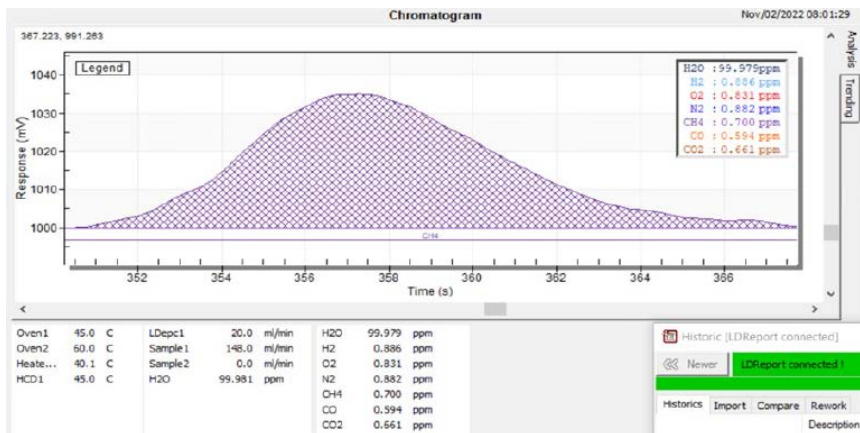 Chromatogram
Nov/02/2022 08:01:29
367.223, 991.263
Analysis
Trending
Legend
H2O :99.979ppm
H2 : 0.886 ppm
O2 : 0.831 ppm
N2 : 0.882 ppm
CH4 : 0.700 ppm
CO : 0.594 ppm
CO2 : 0.661 ppm
Response (mV)
1040
1030
1020
1010
1000
CH4
352 354 356 358 360 362 364 366
Time (s)
Oven1 45.0 C LDepc1 20.0 ml/min H2O 99.979 ppm
Oven2 60.0 C Sample1 148.0 ml/min H2 0.886 ppm
Heate... 40.1 C Sample2 0.0 ml/min O2 0.831 ppm
HCD1 45.0 C H2O 99.981 ppm N2 0.882 ppm
CH4 0.700 ppm
CO 0.594 ppm
CO2 0.661 ppm
Historic [LDReport connected]
Newer LDReport connected !
Historics Import Compare Rework
Description